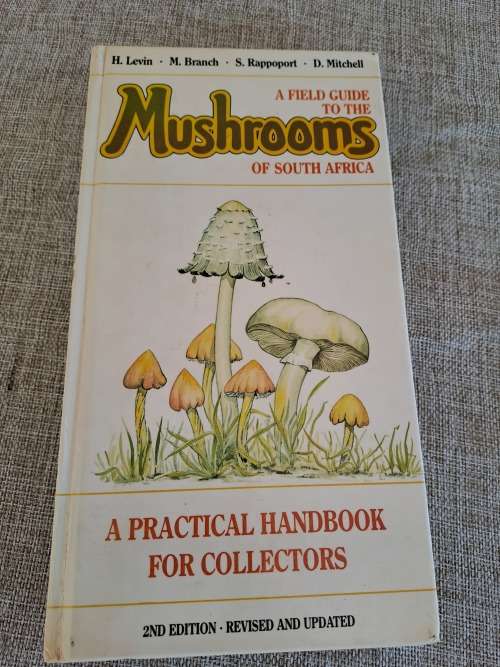 H. Levin · M. Branch · S. Rappoport · D. Mitchell
A FIELD GUIDE
TO THE
Mushrooms
OF SOUTH AFRICA
A PRACTICAL HANDBOOK
FOR COLLECTORS
2ND EDITION · REVISED AND UPDATED